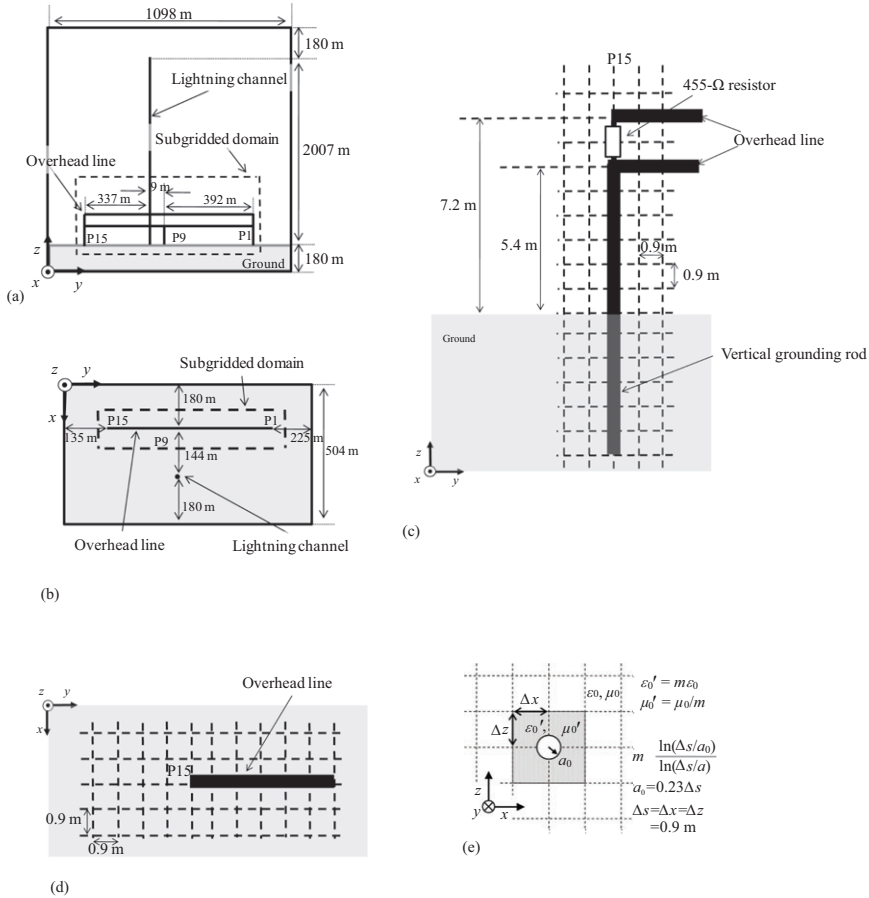 1098 m
180 m
Lightning channel
Subgridded domain
2007 m
Overhead line
9 m
337 m
392 m
P15
P9
P1
z
Ground
180 m
x
y
(a)
P15
455-Ω resistor
Overhead line
7.2 m
5.4 m
0.9 m
0.9 m
Ground
Vertical grounding rod
z
x
y
(c)
Subgridded domain
z
y
x
180 m
P15
P1
P9
135 m
225 m
504 m
144 m
180 m
Overhead line
Lightning channel
(b)
Overhead line
z
y
x
P15
0.9 m
0.9 m
(d)
ε0, μ0
ε0′ = mε0
μ0′ = μ0/m
Δx
Δz
ε0′, μ0′
a0
m ln(Δs/a0)
ln(Δs/a)
a0=0.23Δs
Δs=Δx=Δz
=0.9 m
z
y
x
(e)